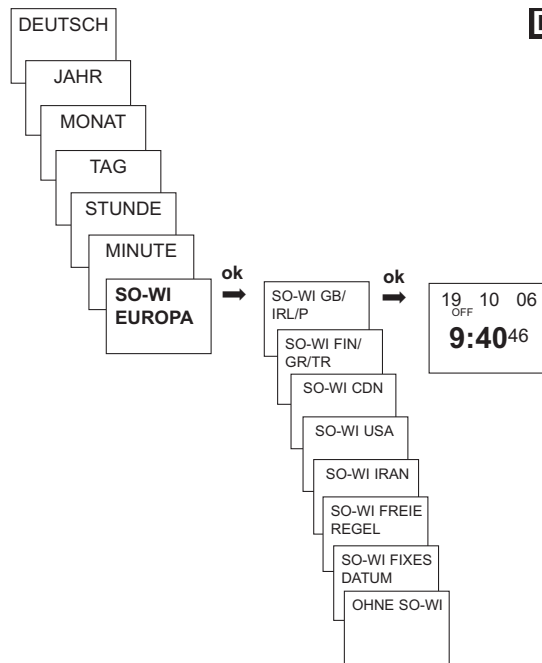 DEUTSCH
JAHR
MONAT
TAG
STUNDE
MINUTE
SO-WI
EUROPA
ok
SO-WI GB/
IRL/P
SO-WI FIN/
GR/TR
SO-WI CDN
SO-WI USA
SO-WI IRAN
SO-WI FREIE
REGEL
SO-WI FIXES
DATUM
OHNE SO-WI
ok
19 10 06
OFF
9:40 46